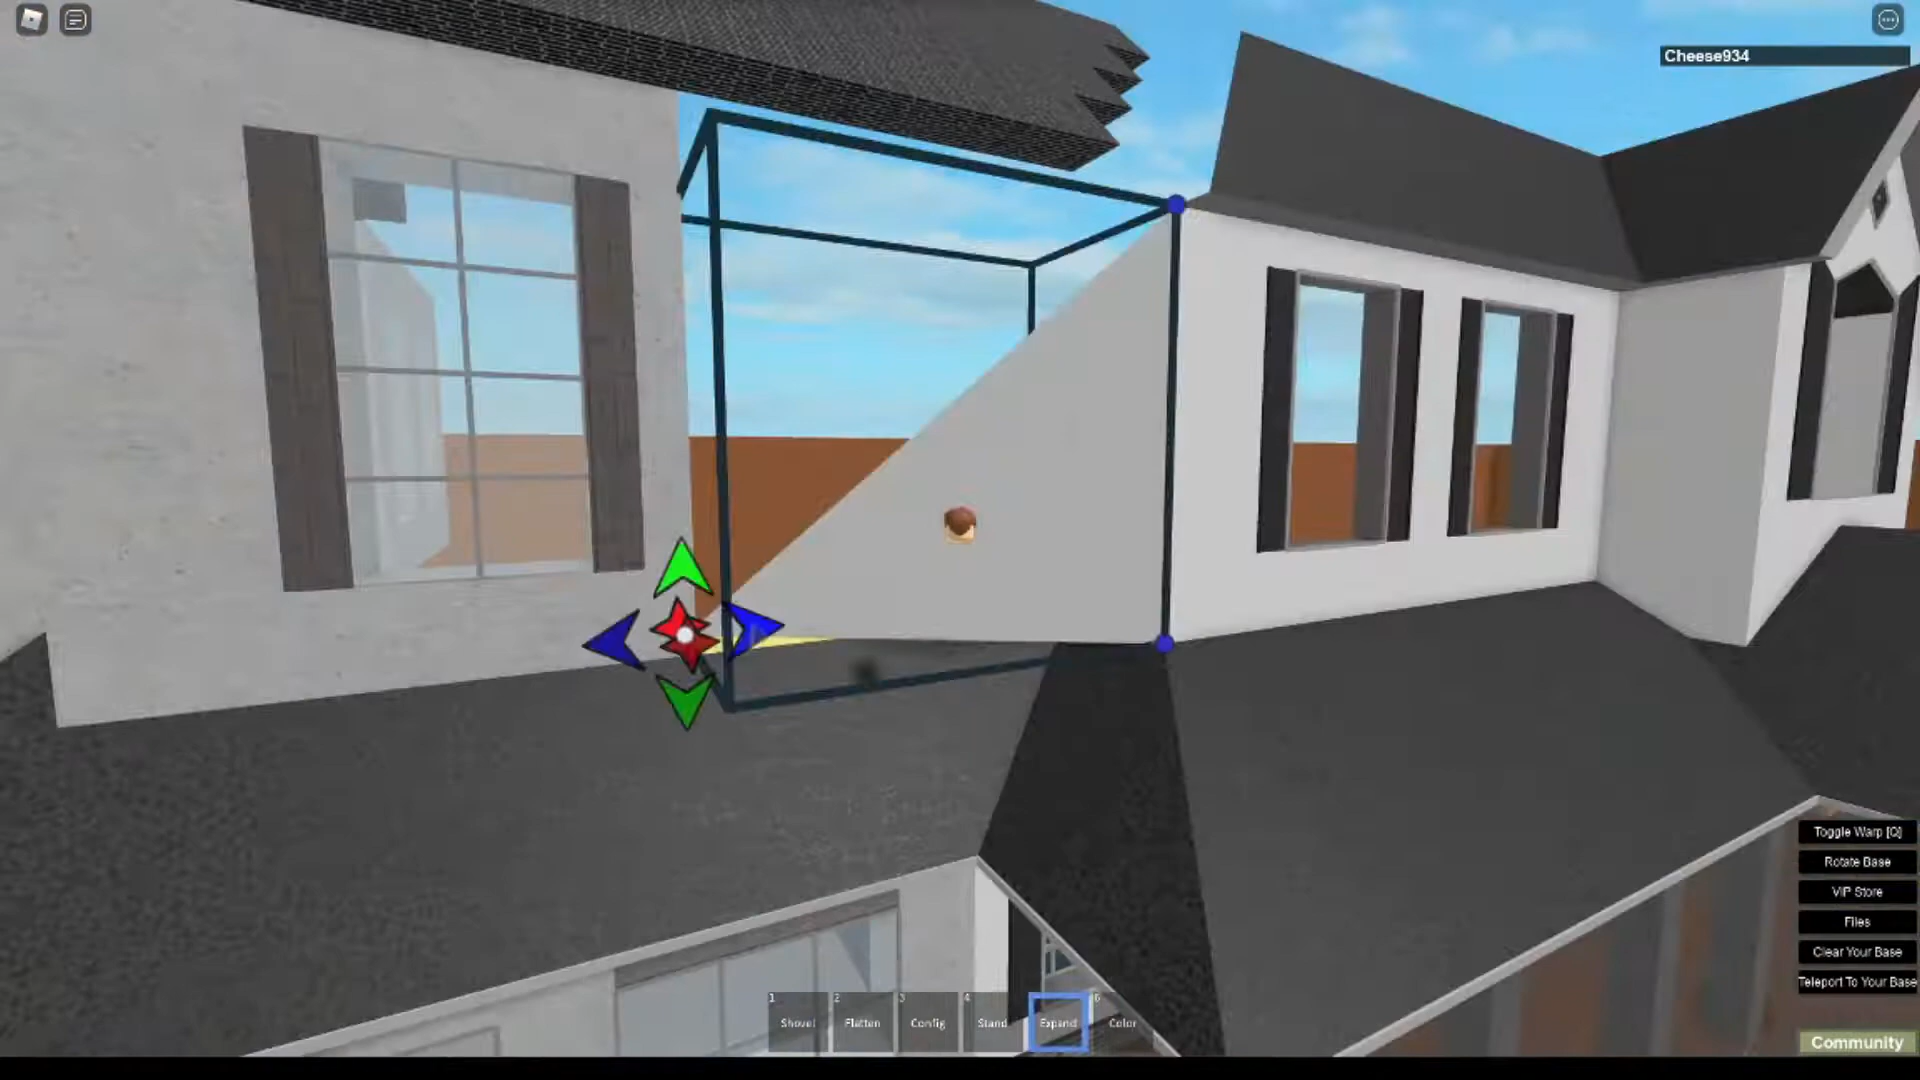 Cheese934
Toggle Warp [Q]
Rotate Base
VIP Store
Files
Clear Your Base
Teleport To Your Base
1 2 3 4 6
Shovel Flatten Config Stand Expand Color
Community